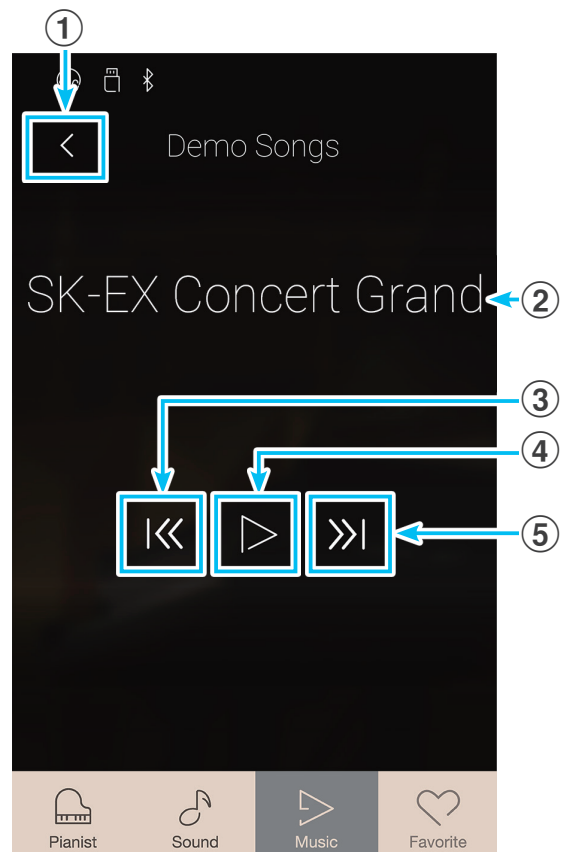 ①
Demo Songs
SK-EX Concert Grand
②
③
④
⑤
Pianist Sound Music Favorite